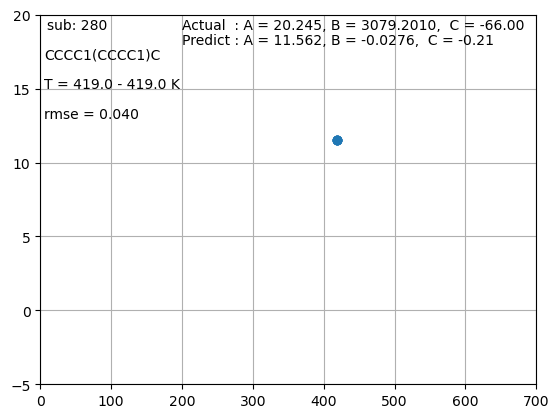 sub: 280
Actual  : A = 20.245, B = 3079.2010,  C = -66.00
Predict : A = 11.562, B = -0.0276,  C = -0.21
CCCC1(CCCC1)C
T = 419.0 - 419.0 K
rmse = 0.040
20
15
10
5
0
−5
0 100 200 300 400 500 600 700